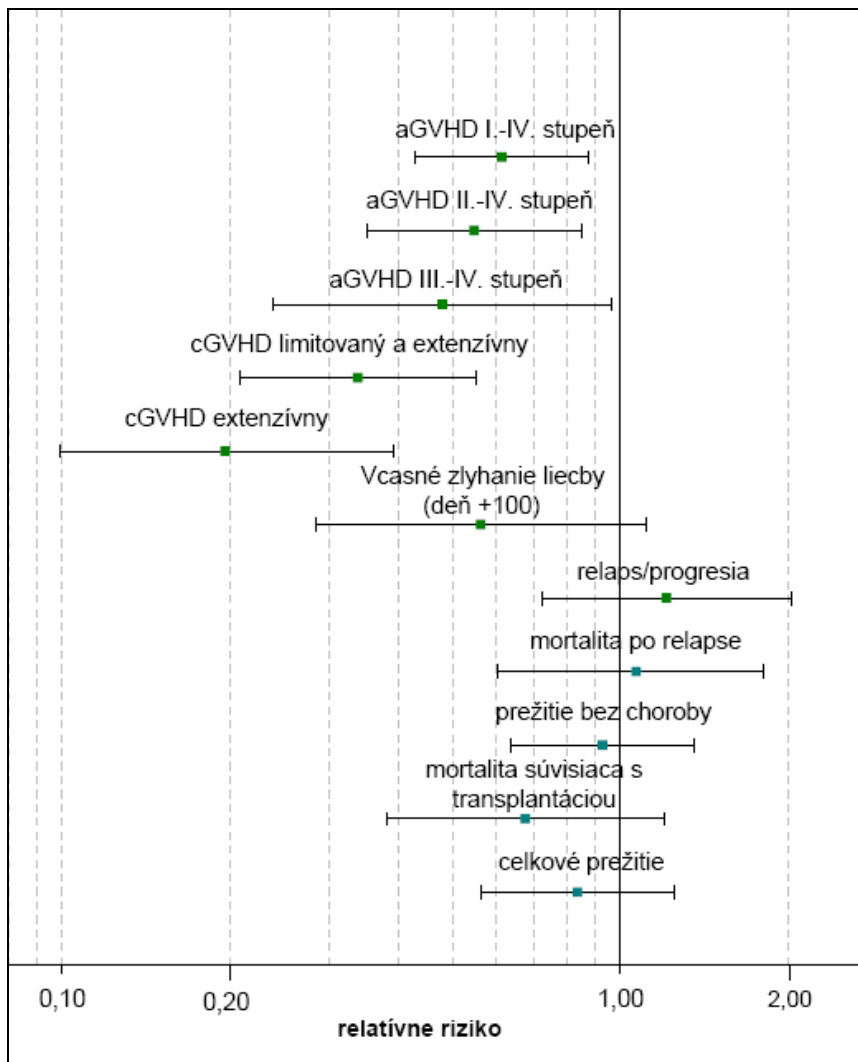 aGVHD I.-IV. stupeň
aGVHD II.-IV. stupeň
aGVHD III.-IV. stupeň
cGVHD limitovaný a extenzívny
cGVHD extenzívny
Vcasné zlyhanie liecby
(deň +100)
relaps/progresia
mortalita po relapse
prežitie bez choroby
mortalita súvisiaca s
transplantáciou
celkové prežitie
0,10 0,20 1,00 2,00
relatívne riziko